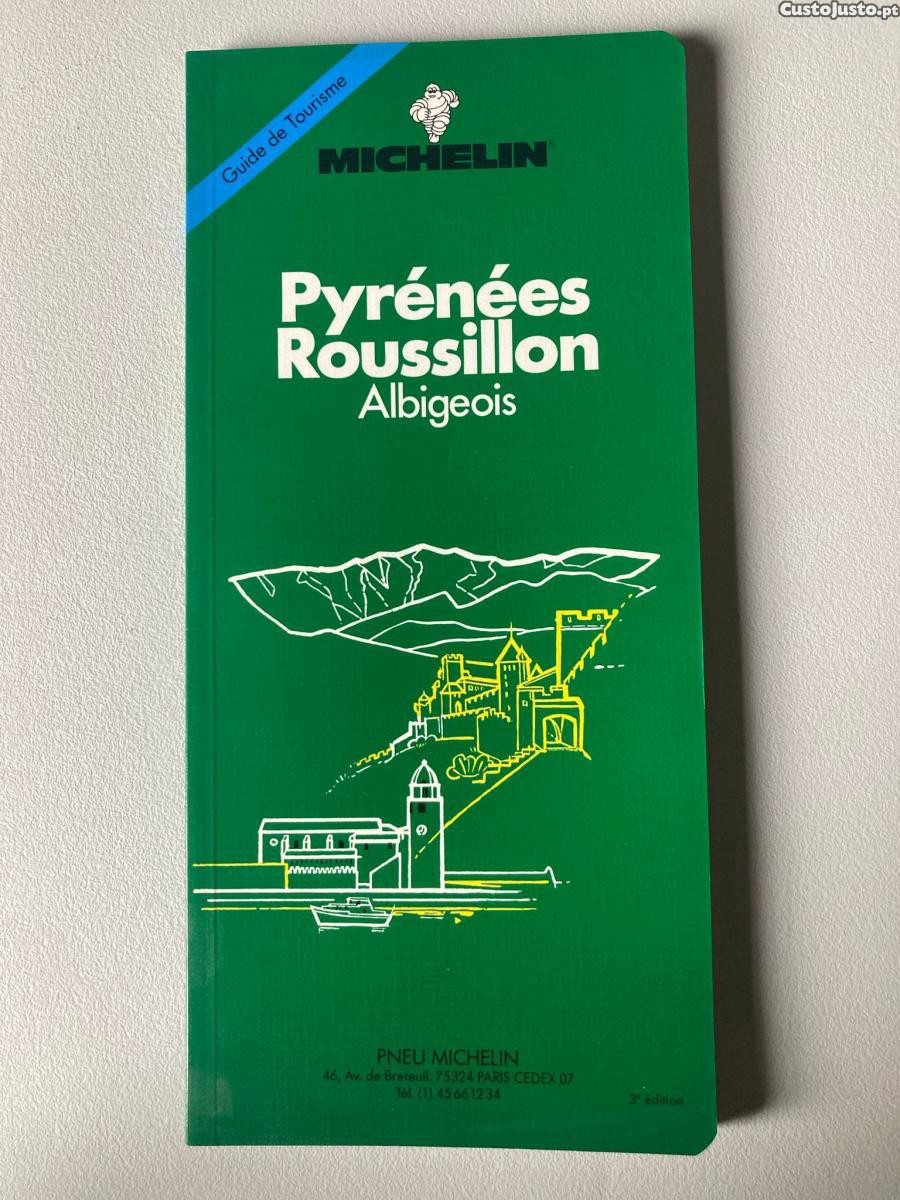 CustoJusto.pt
Guide de Tourisme
MICHELIN
Pyrénées
Roussillon
Albigeois
PNEU MICHELIN
46, Av. de Breteuil, 75324 PARIS CEDEX 07
Tél. (1) 45 66 12 34
3e édition